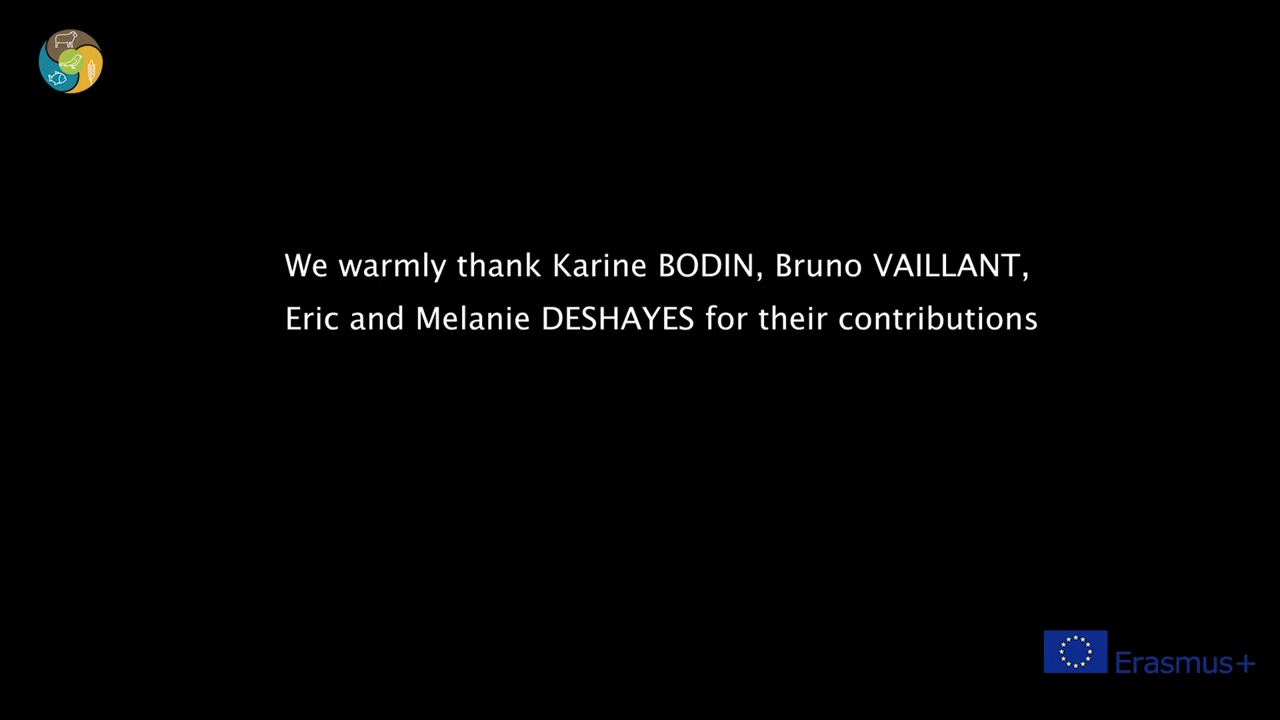 We warmly thank Karine BODIN, Bruno VAILLANT,
Eric and Melanie DESHAYES for their contributions
Erasmus+